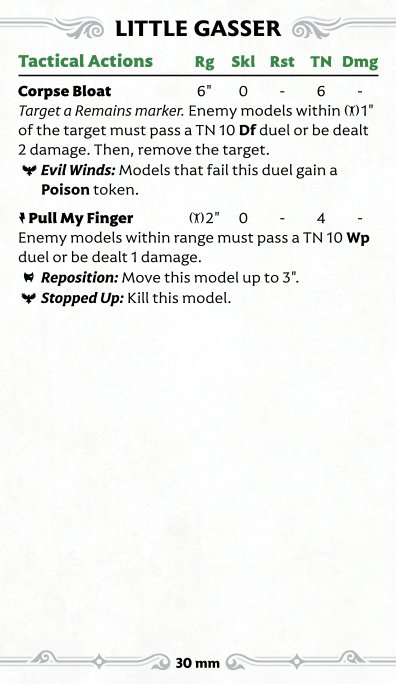 LITTLE GASSER
Tactical Actions Rg Skl Rst TN Dmg
Corpse Bloat 6" 0 - 6 -
Target a Remains marker. Enemy models within 1"
of the target must pass a TN 10 Df duel or be dealt
2 damage. Then, remove the target.
Evil Winds: Models that fail this duel gain a
Poison token.
Pull My Finger 2" 0 - 4 -
Enemy models within range must pass a TN 10 Wp
duel or be dealt 1 damage.
Reposition: Move this model up to 3".
Stopped Up: Kill this model.
30 mm